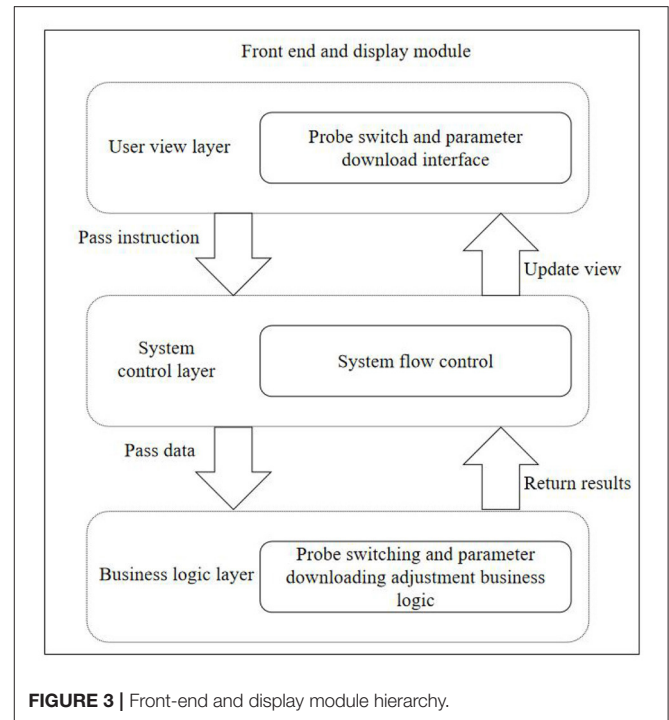 Front end and display module
User view layer
Probe switch and parameter
download interface
Pass instruction
Update view
System
control layer
System flow control
Pass data
Return results
Business logic layer
Probe switching and parameter
downloading adjustment business
logic
FIGURE 3 | Front-end and display module hierarchy.